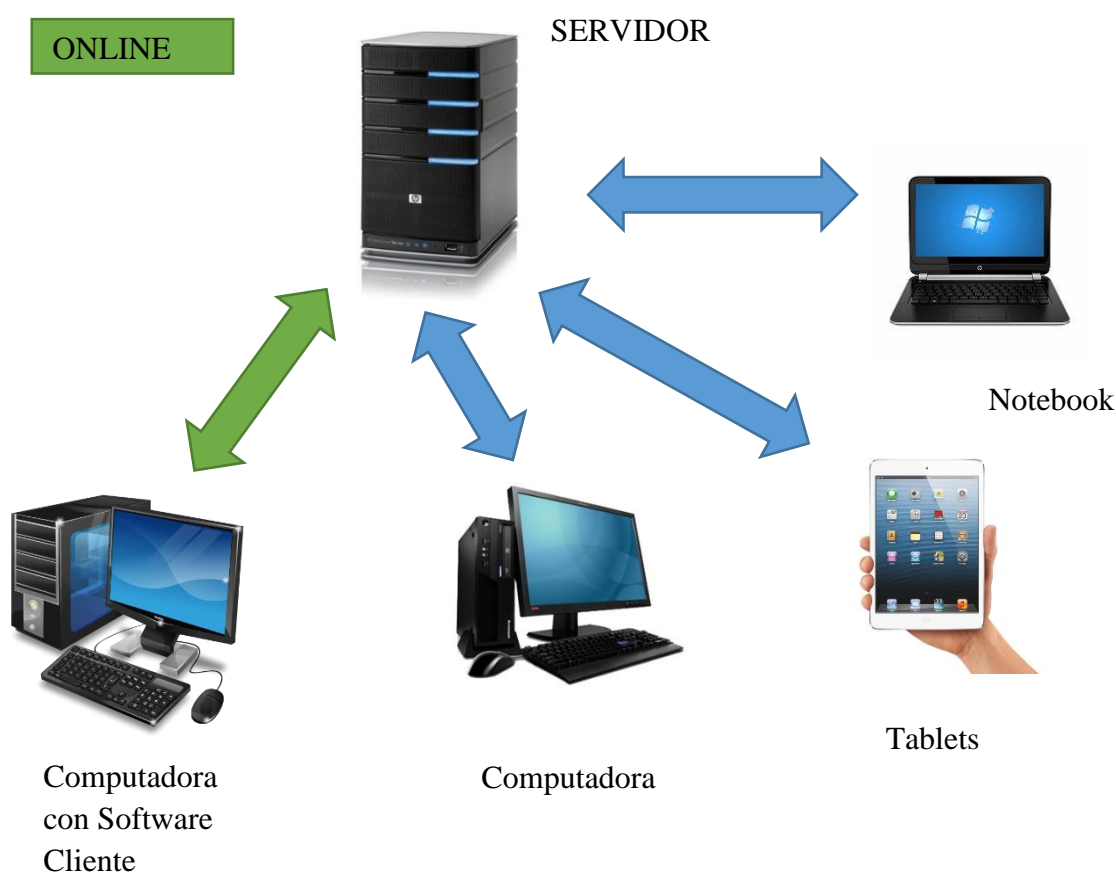 ONLINE
SERVIDOR
Notebook
Tablets
Computadora
Computadora
con Software
Cliente